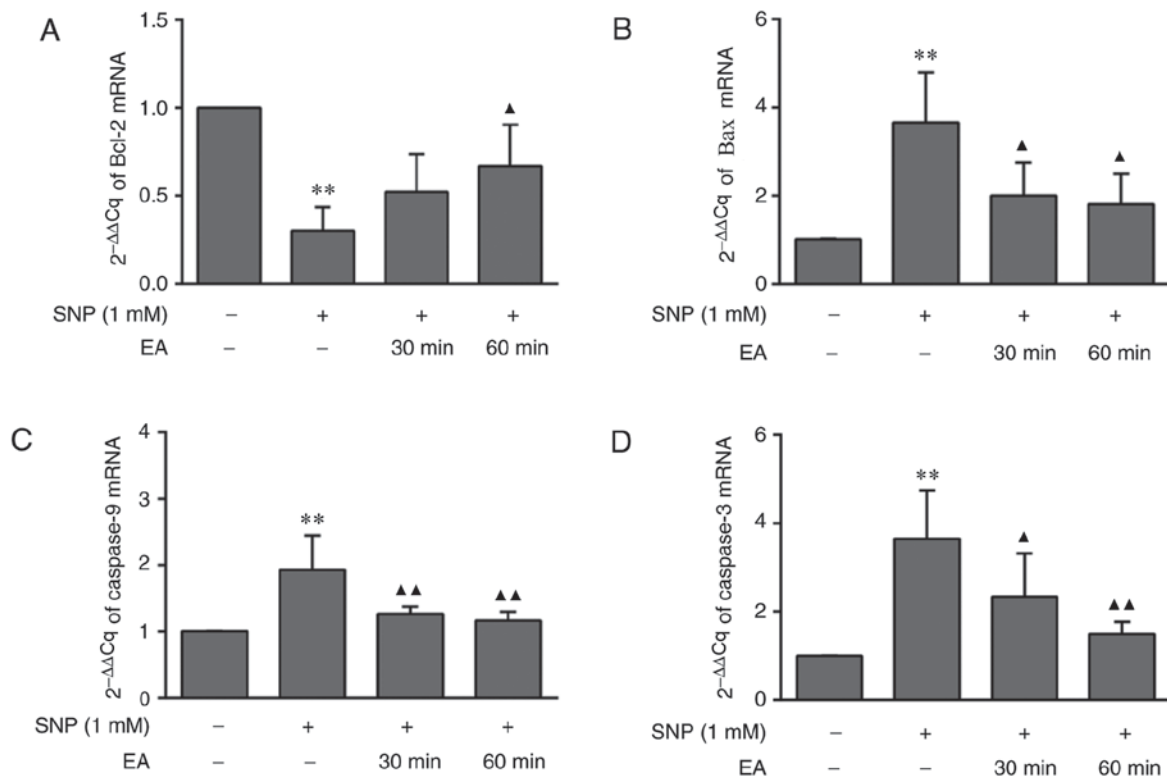 A
2−ΔΔCq of Bcl-2 mRNA
1.5
1.0
0.5
0.0
**
▲
SNP (1 mM) − + + +
EA − − 30 min 60 min
B
2−ΔΔCq of Bax mRNA
6
4
2
0
**
▲
▲
SNP (1 mM) − + + +
EA − − 30 min 60 min
C
2−ΔΔCq of caspase-9 mRNA
4
3
2
1
0
**
▲▲
▲▲
SNP (1 mM) − + + +
EA − − 30 min 60 min
D
2−ΔΔCq of caspase-3 mRNA
6
4
2
0
**
▲
▲▲
SNP (1 mM) − + + +
EA − − 30 min 60 min